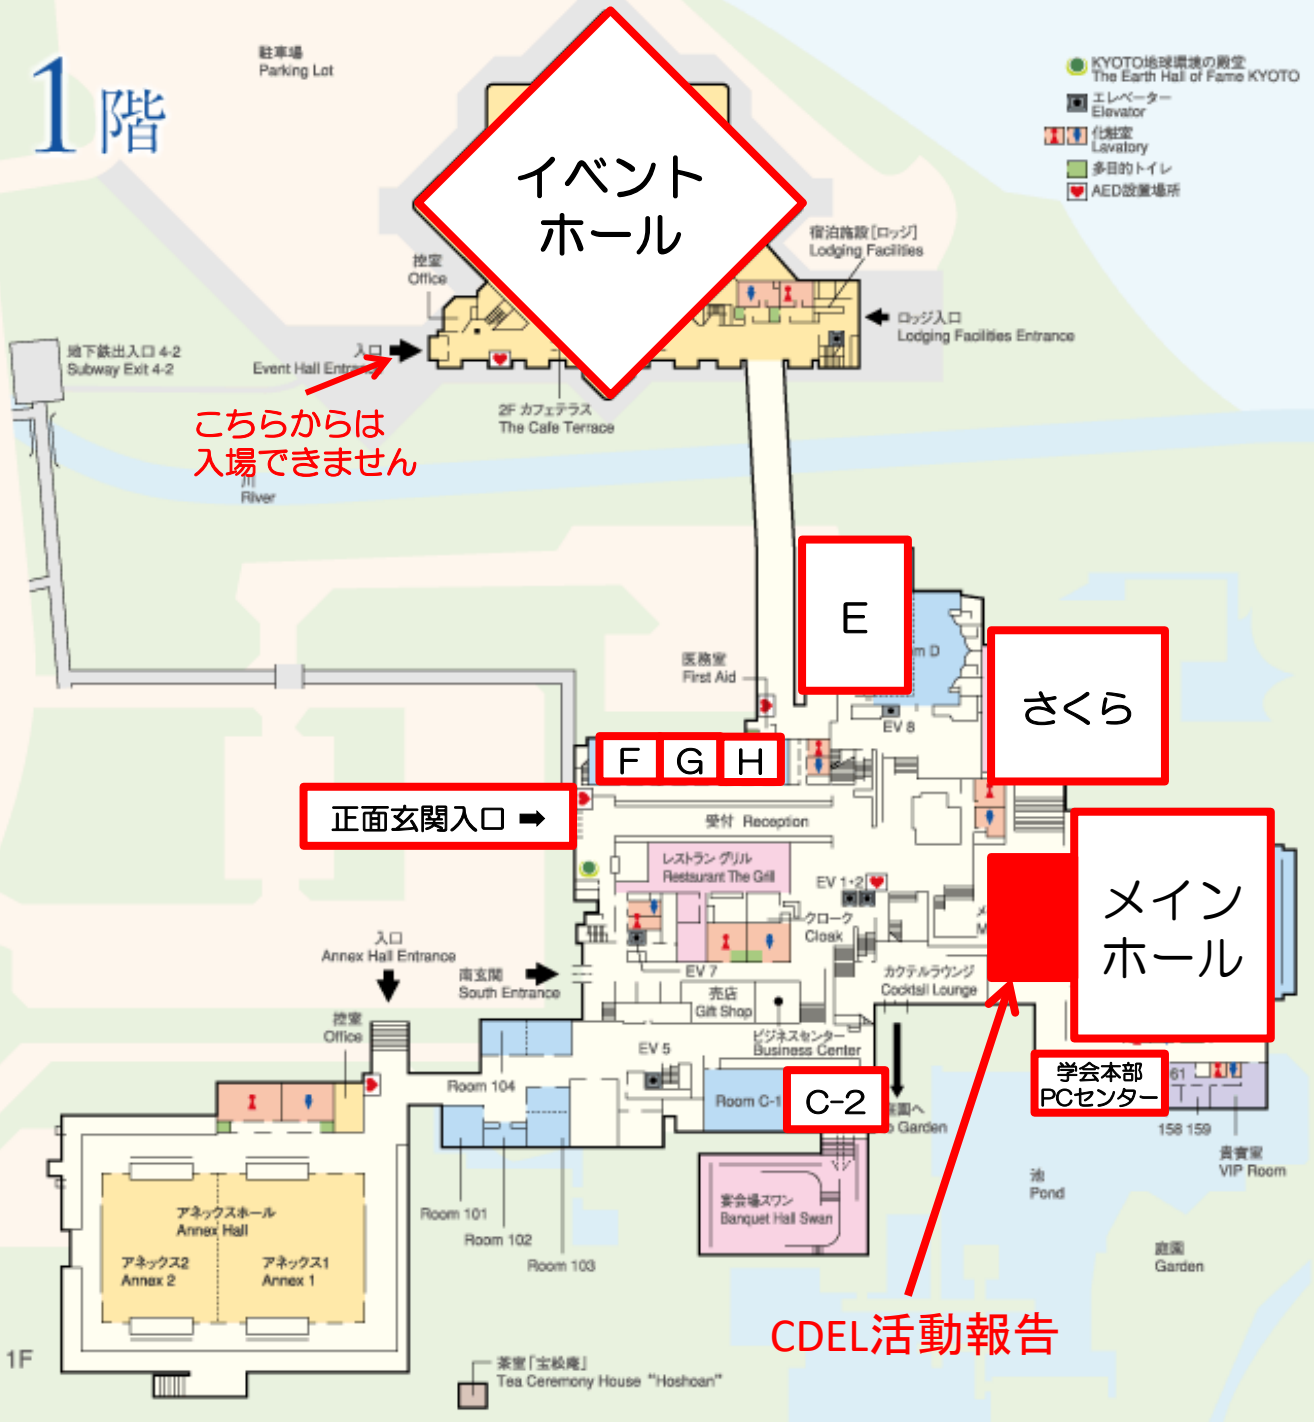 1階
駐車場
Parking Lot
KYOTO地球環境の殿堂
The Earth Hall of Fame KYOTO
エレベーター
Elevator
化粧室
Lavatory
多目的トイレ
AED設置場所
イベント
ホール
宿泊施設[ロッジ]
Lodging Facilities
控室
Office
ロッジ入口
Lodging Facilities Entrance
地下鉄出入口 4-2
Subway Exit 4-2
入口
Event Hall
こちらからは
入場できません
2F カフェテラス
The Cafe Terrace
川
River
E
m D
さくら
医務室
First Aid
EV 8
F
G
H
正面玄関入口 ➡
受付 Reception
レストラン グリル
Restaurant The Grill
EV 1・2
クローク
Cloak
メイン
ホール
入口
Annex Hall Entrance
南玄関
South Entrance
EV 7
カクテルラウンジ
Cocktail Lounge
売店
Gift Shop
控室
Office
ビジネスセンター
Business Center
EV 5
Room 104
学会本部
PCセンター
61
Room C-1
C-2
園へ
Garden
158 159
貴賓室
VIP Room
池
Pond
宴会場スワン
Banquet Hall Swan
Room 101
Room 102
Room 103
アネックスホール
Annex Hall
アネックス2
Annex 2
アネックス1
Annex 1
庭園
Garden
CDEL活動報告
1F
茶室「宝松庵」
Tea Ceremony House "Hoshoan"